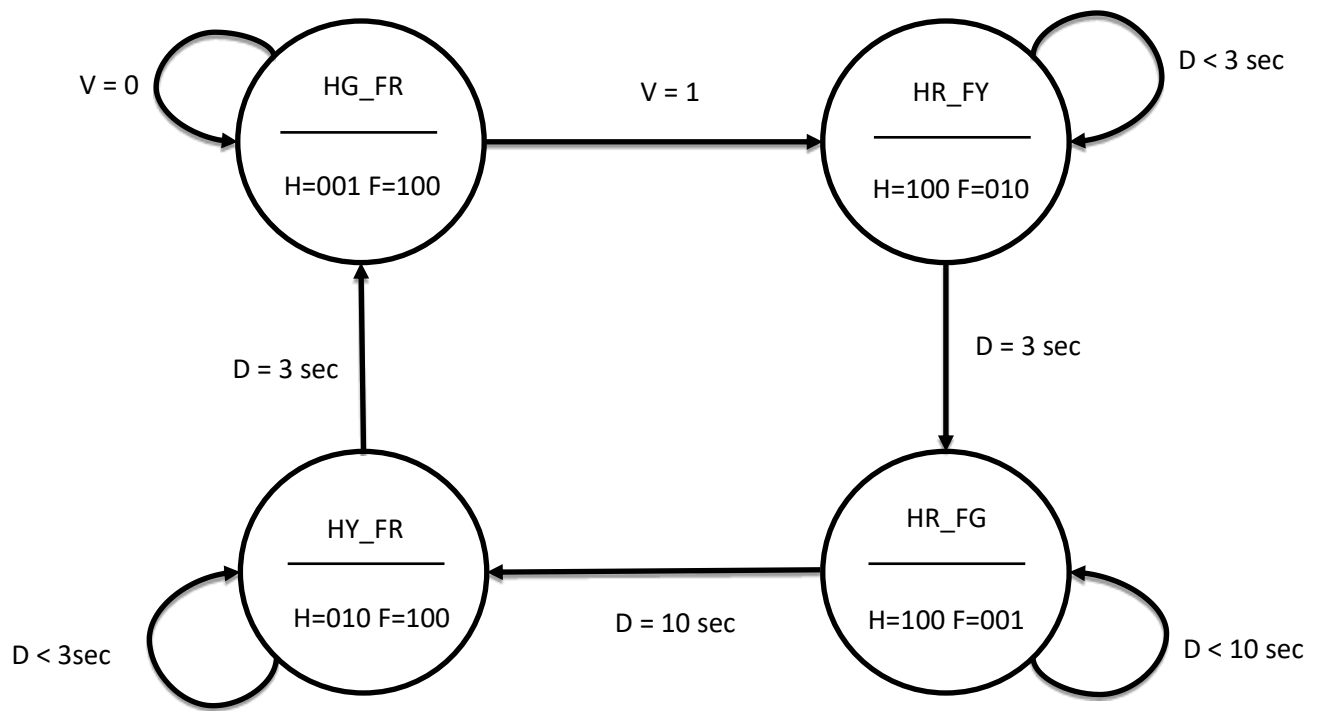 HG_FR
H=001 F=100
V = 0
V = 1
HR_FY
H=100 F=010
D < 3 sec
D = 3 sec
D = 3 sec
HY_FR
H=010 F=100
D < 3sec
D = 10 sec
HR_FG
H=100 F=001
D < 10 sec